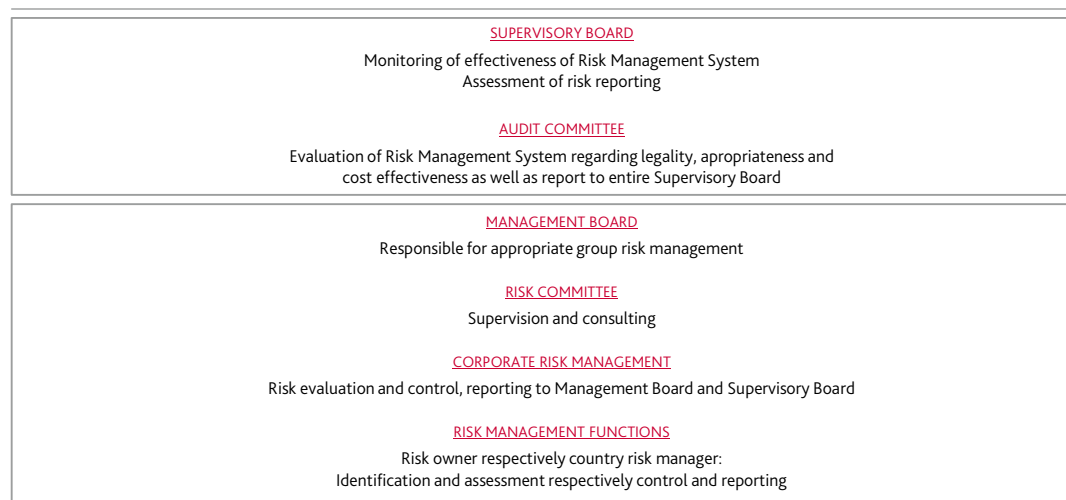 SUPERVISORY BOARD
Monitoring of effectiveness of Risk Management System
Assessment of risk reporting
AUDIT COMMITTEE
Evaluation of Risk Management System regarding legality, apropriateness and
cost effectiveness as well as report to entire Supervisory Board
MANAGEMENT BOARD
Responsible for appropriate group risk management
RISK COMMITTEE
Supervision and consulting
CORPORATE RISK MANAGEMENT
Risk evaluation and control, reporting to Management Board and Supervisory Board
RISK MANAGEMENT FUNCTIONS
Risk owner respectively country risk manager:
Identification and assessment respectively control and reporting